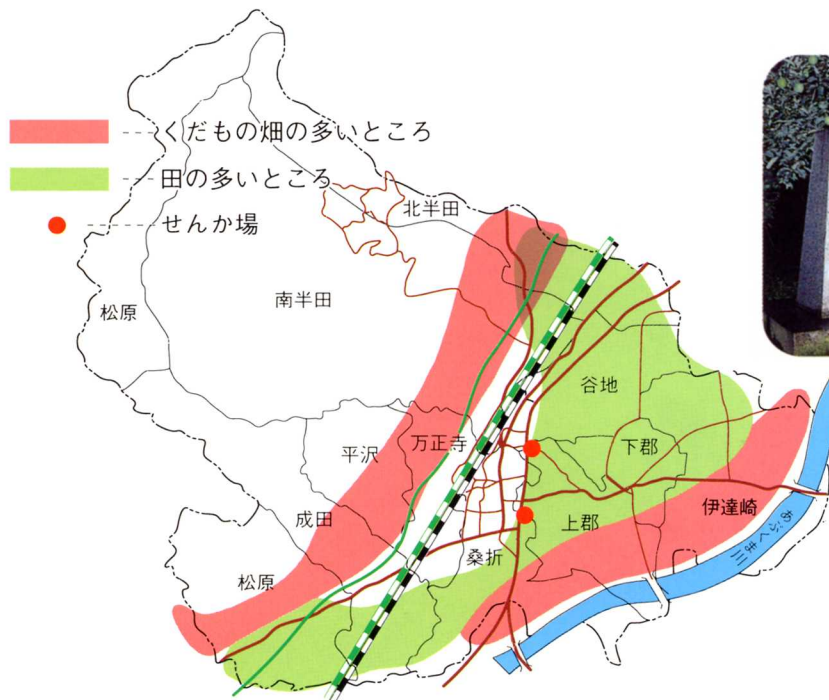 くだもの畑の多いところ
田の多いところ
せんか場
北半田
松原
南半田
谷地
平沢
万正寺
下郡
成田
伊達崎
上郡
桑折
松原
あぶくま川